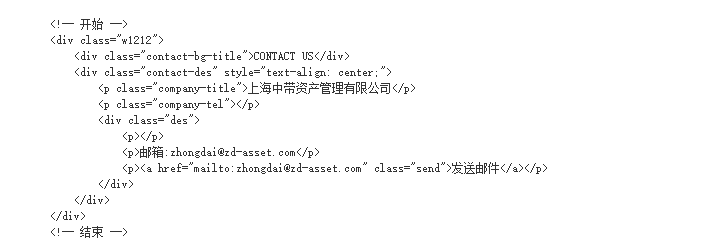 <!-- 开始 -->
<div class="w1212">
<div class="contact-bg-title">CONTACT US</div>
<div class="contact-des" style="text-align: center;">
<p class="company-title">上海中带资产管理有限公司</p>
<p class="company-tel"></p>
<div class="des">
<p></p>
<p>邮箱:zhongdai@zd-asset.com</p>
<p><a href="mailto:zhongdai@zd-asset.com" class="send">发送邮件</a></p>
</div>
</div>
</div>
<!-- 结束 -->